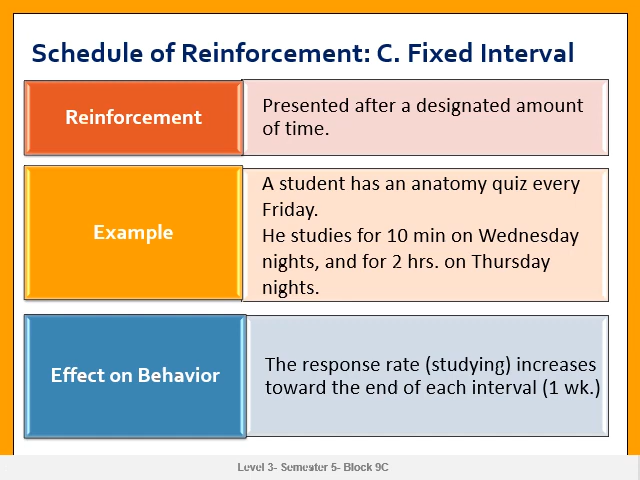 Schedule of Reinforcement: C. Fixed Interval
Reinforcement
Presented after a designated amount
of time.
Example
A student has an anatomy quiz every
Friday.
He studies for 10 min on Wednesday
nights, and for 2 hrs. on Thursday
nights.
Effect on Behavior
The response rate (studying) increases
toward the end of each interval (1 wk.)
Level 3- Semester 5- Block 9C